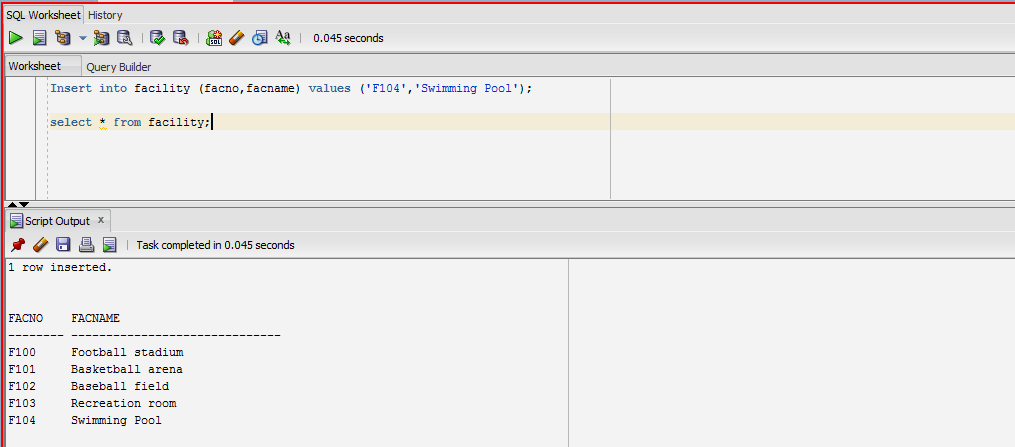 SQL Worksheet History
0.045 seconds
Worksheet Query Builder
Insert into facility (facno,facname) values ('F104','Swimming Pool');
select * from facility;
Script Output x
Task completed in 0.045 seconds
1 row inserted.
FACNO FACNAME
-------- ------------------------------
F100 Football stadium
F101 Basketball arena
F102 Baseball field
F103 Recreation room
F104 Swimming Pool